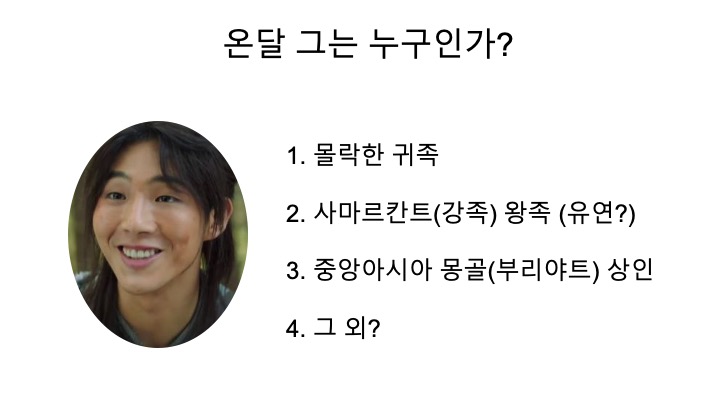 온달 그는 누구인가?
1. 몰락한 귀족
2. 사마르칸트(강족) 왕족 (유연?)
3. 중앙아시아 몽골(부리야트) 상인
4. 그 외?